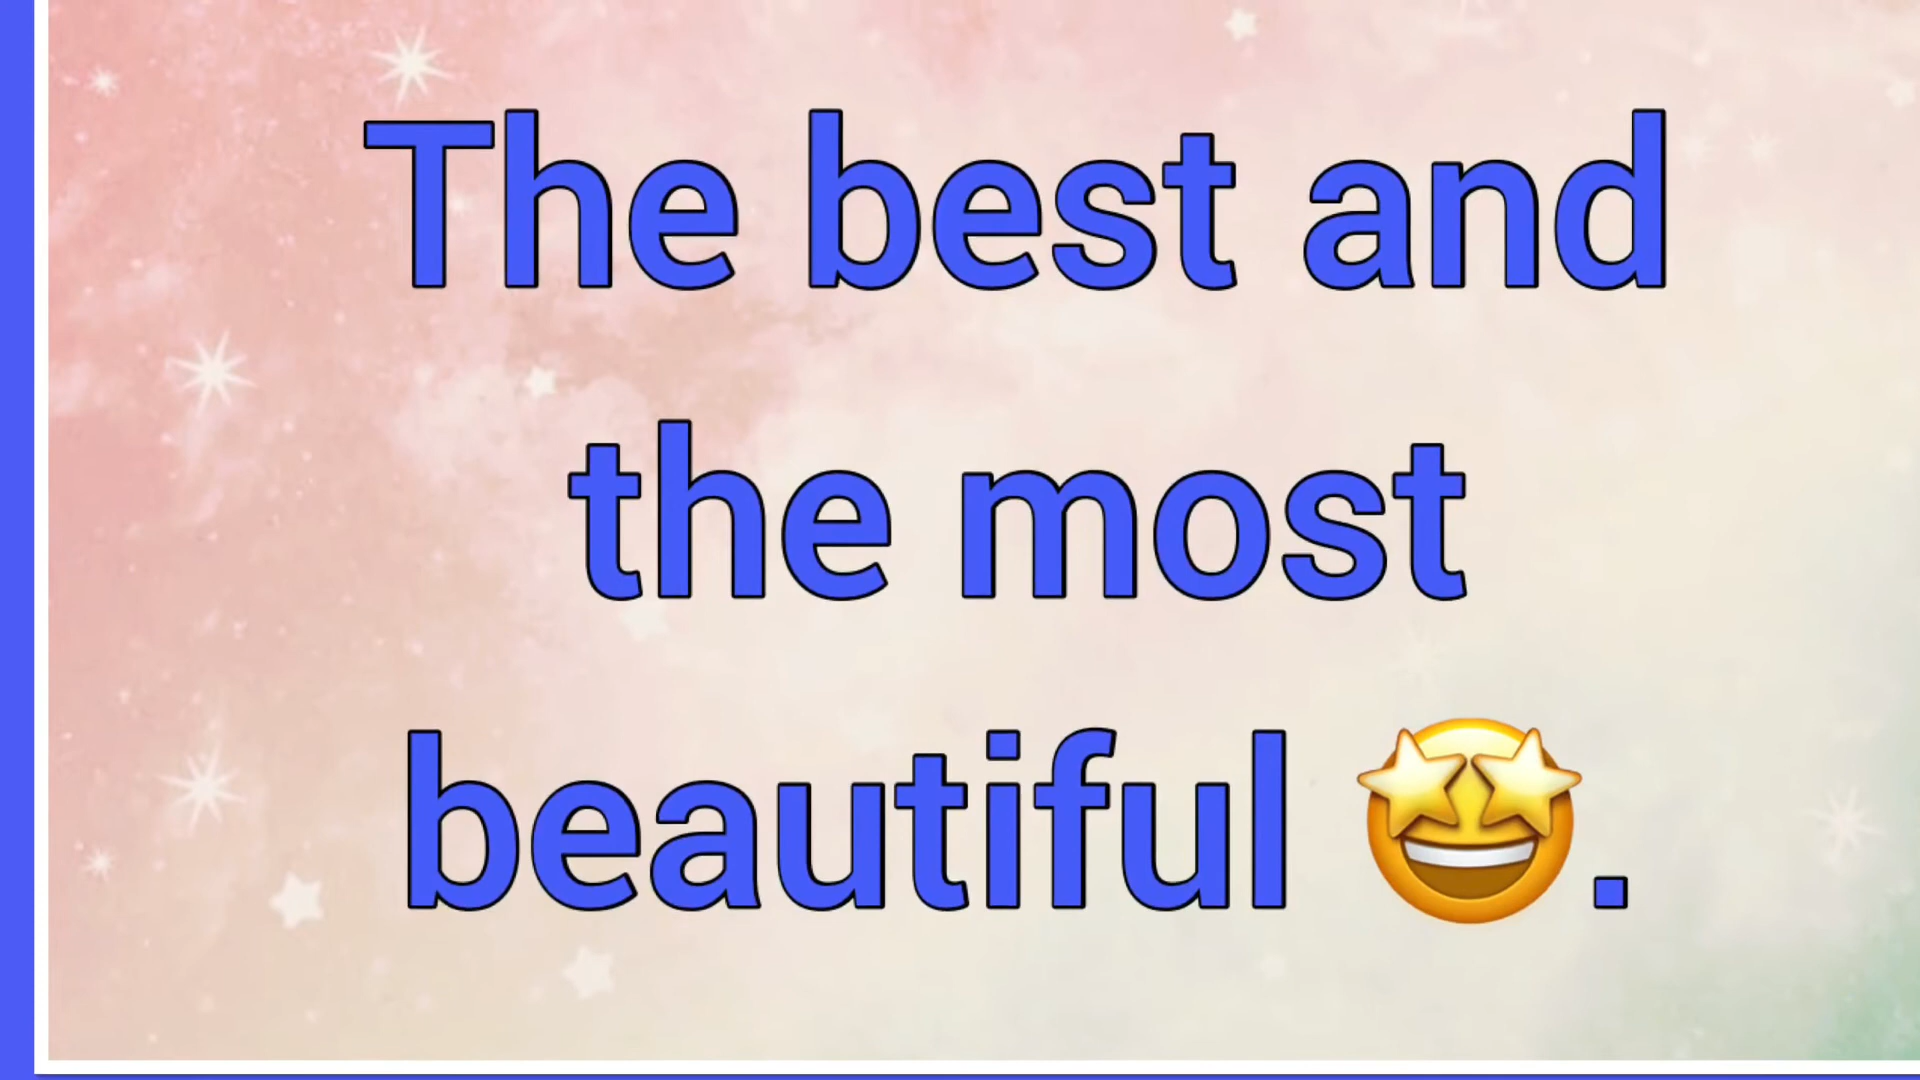 The best and
the most
beautiful 🤩.